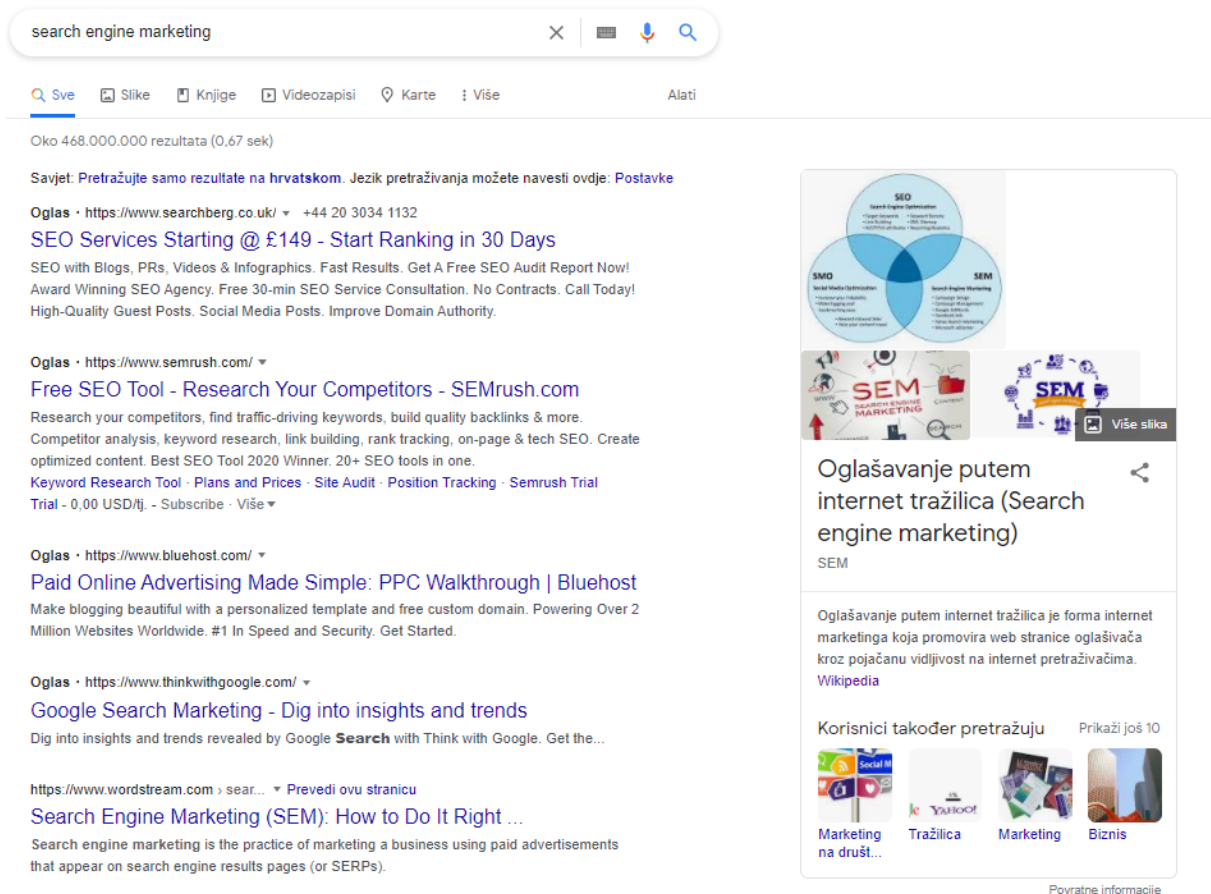 search engine marketing
Sve Slike Knjige Videozapisi Karte Više Alati
Oko 468.000.000 rezultata (0,67 sek)
Savjet: Pretražujte samo rezultate na hrvatskom. Jezik pretraživanja možete navesti ovdje: Postavke
Oglas · https://www.searchberg.co.uk/ +44 20 3034 1132
SEO Services Starting @ £149 - Start Ranking in 30 Days
SEO with Blogs, PRs, Videos & Infographics. Fast Results. Get A Free SEO Audit Report Now!
Award Winning SEO Agency. Free 30-min SEO Service Consultation. No Contracts. Call Today!
High-Quality Guest Posts. Social Media Posts. Improve Domain Authority.
Oglas · https://www.semrush.com/
Free SEO Tool - Research Your Competitors - SEMrush.com
Research your competitors, find traffic-driving keywords, build quality backlinks & more.
Competitor analysis, keyword research, link building, rank tracking, on-page & tech SEO. Create
optimized content. Best SEO Tool 2020 Winner. 20+ SEO tools in one.
Keyword Research Tool · Plans and Prices · Site Audit · Position Tracking · Semrush Trial
Trial - 0,00 USD/tj. - Subscribe · Više
Oglas · https://www.bluehost.com/
Paid Online Advertising Made Simple: PPC Walkthrough | Bluehost
Make blogging beautiful with a personalized template and free custom domain. Powering Over 2
Million Websites Worldwide. #1 In Speed and Security. Get Started.
Oglas · https://www.thinkwithgoogle.com/
Google Search Marketing - Dig into insights and trends
Dig into insights and trends revealed by Google Search with Think with Google. Get the...
https://www.wordstream.com › sear... Prevedi ovu stranicu
Search Engine Marketing (SEM): How to Do It Right ...
Search engine marketing is the practice of marketing a business using paid advertisements
that appear on search engine results pages (or SERPs).
SEO
Search Engine Optimization
SMO
Social Media Optimization
SEM
Search Engine Marketing
WWW
SEM
SEARCH ENGINE
MARKETING
CONTENT
SEARCH
SEM
Više slika
Oglašavanje putem
internet tražilica (Search
engine marketing)
SEM
Oglašavanje putem internet tražilica je forma internet
marketinga koja promovira web stranice oglašivača
kroz pojačanu vidljivost na internet pretraživačima.
Wikipedia
Korisnici također pretražuju Prikaži još 10
Social M
YAHOO!
Marketing
na društ...
Tražilica
Marketing
Biznis
Povratne informacije